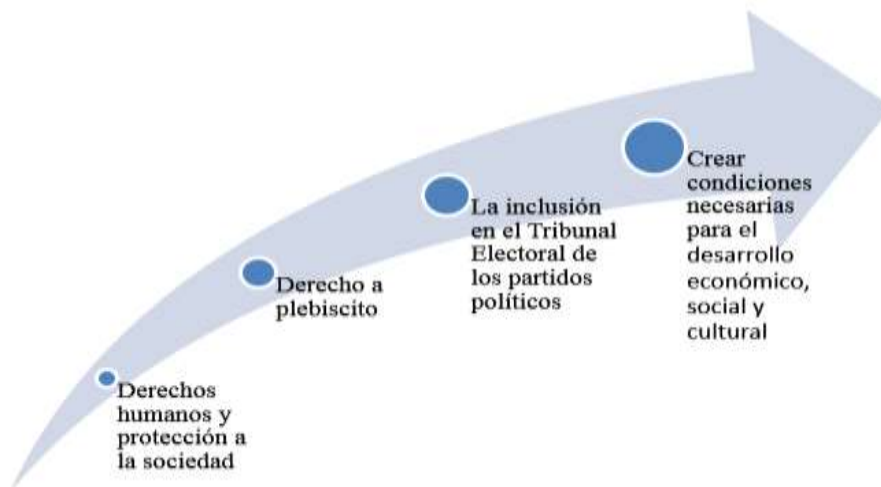 Derechos
humanos y
protección a
la sociedad
Derecho a
plebiscito
La inclusión
en el Tribunal
Electoral de
los partidos
políticos
Crear
condiciones
necesarias
para el
desarrollo
económico,
social y
cultural